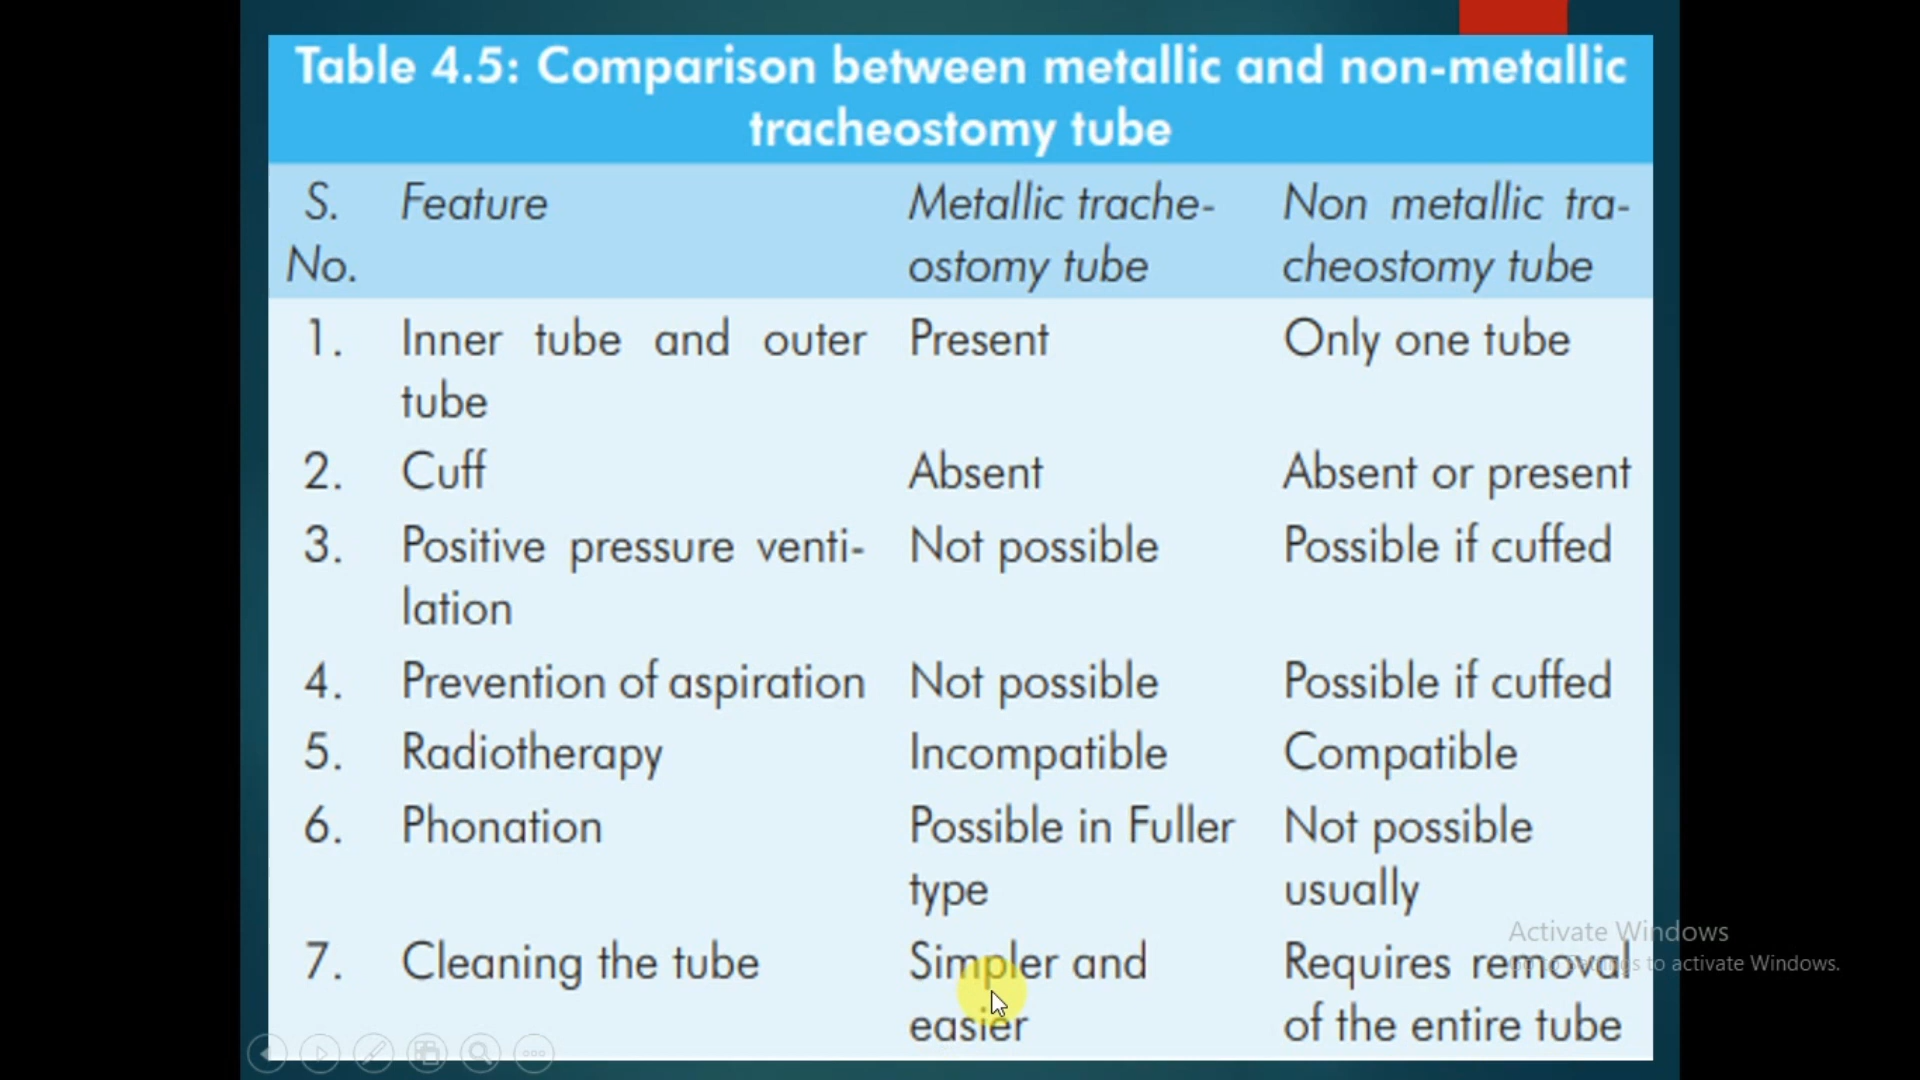 Table 4.5: Comparison between metallic and non-metallic
tracheostomy tube
S. Feature Metallic trache- Non metallic tra-
No. ostomy tube cheostomy tube
1. Inner tube and outer Present Only one tube
tube
2. Cuff Absent Absent or present
3. Positive pressure venti- Not possible Possible if cuffed
lation
4. Prevention of aspiration Not possible Possible if cuffed
5. Radiotherapy Incompatible Compatible
6. Phonation Possible in Fuller Not possible
type usually
7. Cleaning the tube Simpler and Requires removal
easier of the entire tube
Activate Windows
Go to Settings to activate Windows.